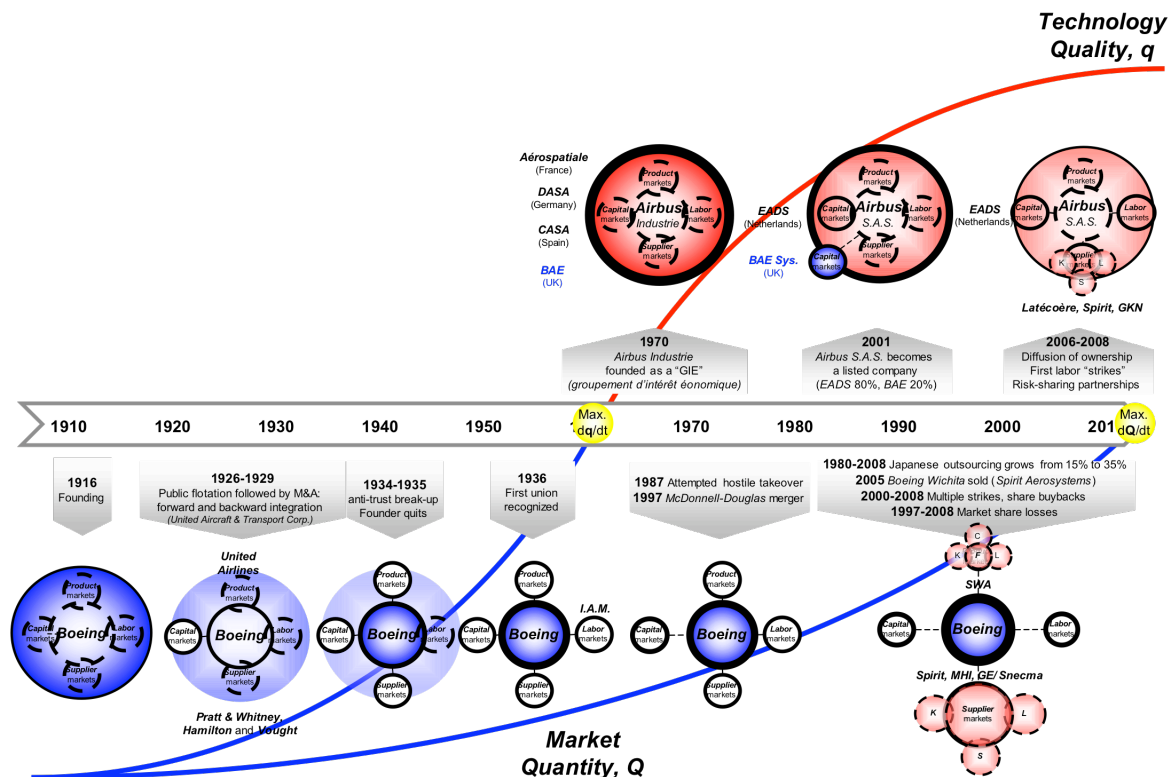 Technology
Quality, q
Aérospatiale
(France)
DASA
(Germany)
CASA
(Spain)
BAE
(UK)
Product
markets
Capital
markets
Airbus
Industrie
Labor
markets
Supplier
markets
EADS
(Netherlands)
BAE Sys.
(UK)
Product
markets
Capital
markets
Airbus
S.A.S.
Labor
markets
Supplier
markets
Capital
markets
EADS
(Netherlands)
Product
markets
Capital
markets
Airbus
S.A.S.
Labor
markets
Supplier
markets
K
L
S
Latécoère, Spirit, GKN
1970
Airbus Industrie
founded as a “GIE”
(groupement d’intérêt économique)
2001
Airbus S.A.S. becomes
a listed company
(EADS 80%, BAE 20%)
2006-2008
Diffusion of ownership
First labor “strikes”
Risk-sharing partnerships
1910
1920
1930
1940
1950
Max.
dq/dt
1970
1980
1990
2000
2010
Max.
dQ/dt
1916
Founding
1926-1929
Public flotation followed by M&A:
forward and backward integration
(United Aircraft & Transport Corp.)
1934-1935
anti-trust break-up
Founder quits
1936
First union
recognized
1987 Attempted hostile takeover
1997 McDonnell-Douglas merger
1980-2008 Japanese outsourcing grows from 15% to 35%
2005 Boeing Wichita sold (Spirit Aerosystems)
2000-2008 Multiple strikes, share buybacks
1997-2008 Market share losses
Product
markets
Capital
markets
Boeing
Labor
markets
Supplier
markets
United
Airlines
Product
markets
Capital
markets
Boeing
Labor
markets
Supplier
markets
Pratt & Whitney,
Hamilton and Vought
Product
markets
Capital
markets
Boeing
Labor
markets
Supplier
markets
Product
markets
Capital
markets
Boeing
I.A.M.
Labor
markets
Supplier
markets
Product
markets
Capital
markets
Boeing
Labor
markets
Supplier
markets
C
K
F
L
SWA
Capital
markets
Boeing
Labor
markets
Spirit, MHI, GE/ Snecma
K
Supplier
markets
L
S
Market
Quantity, Q